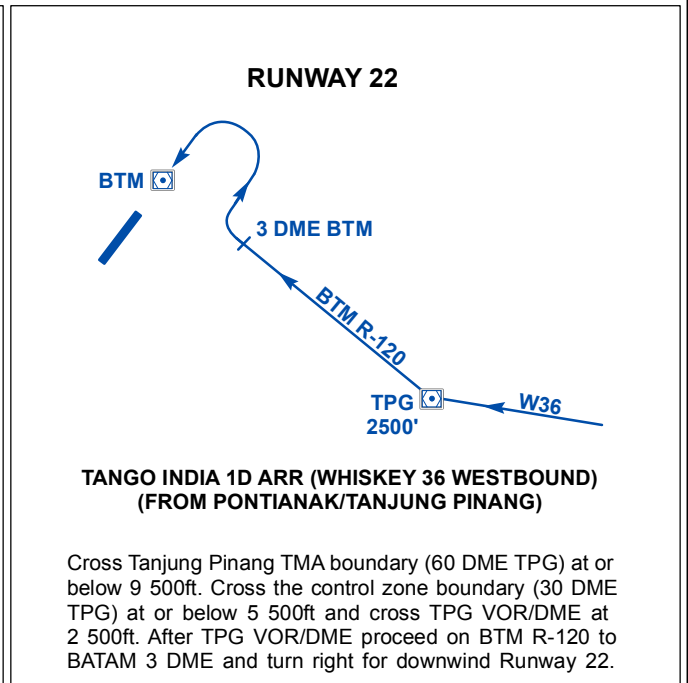 RUNWAY 22
BTM
3 DME BTM
BTM R-120
TPG
2500'
W36
TANGO INDIA 1D ARR (WHISKEY 36 WESTBOUND)
(FROM PONTIANAK/TANJUNG PINANG)
Cross Tanjung Pinang TMA boundary (60 DME TPG) at or
below 9 500ft. Cross the control zone boundary (30 DME
TPG) at or below 5 500ft and cross TPG VOR/DME at
2 500ft. After TPG VOR/DME proceed on BTM R-120 to
BATAM 3 DME and turn right for downwind Runway 22.